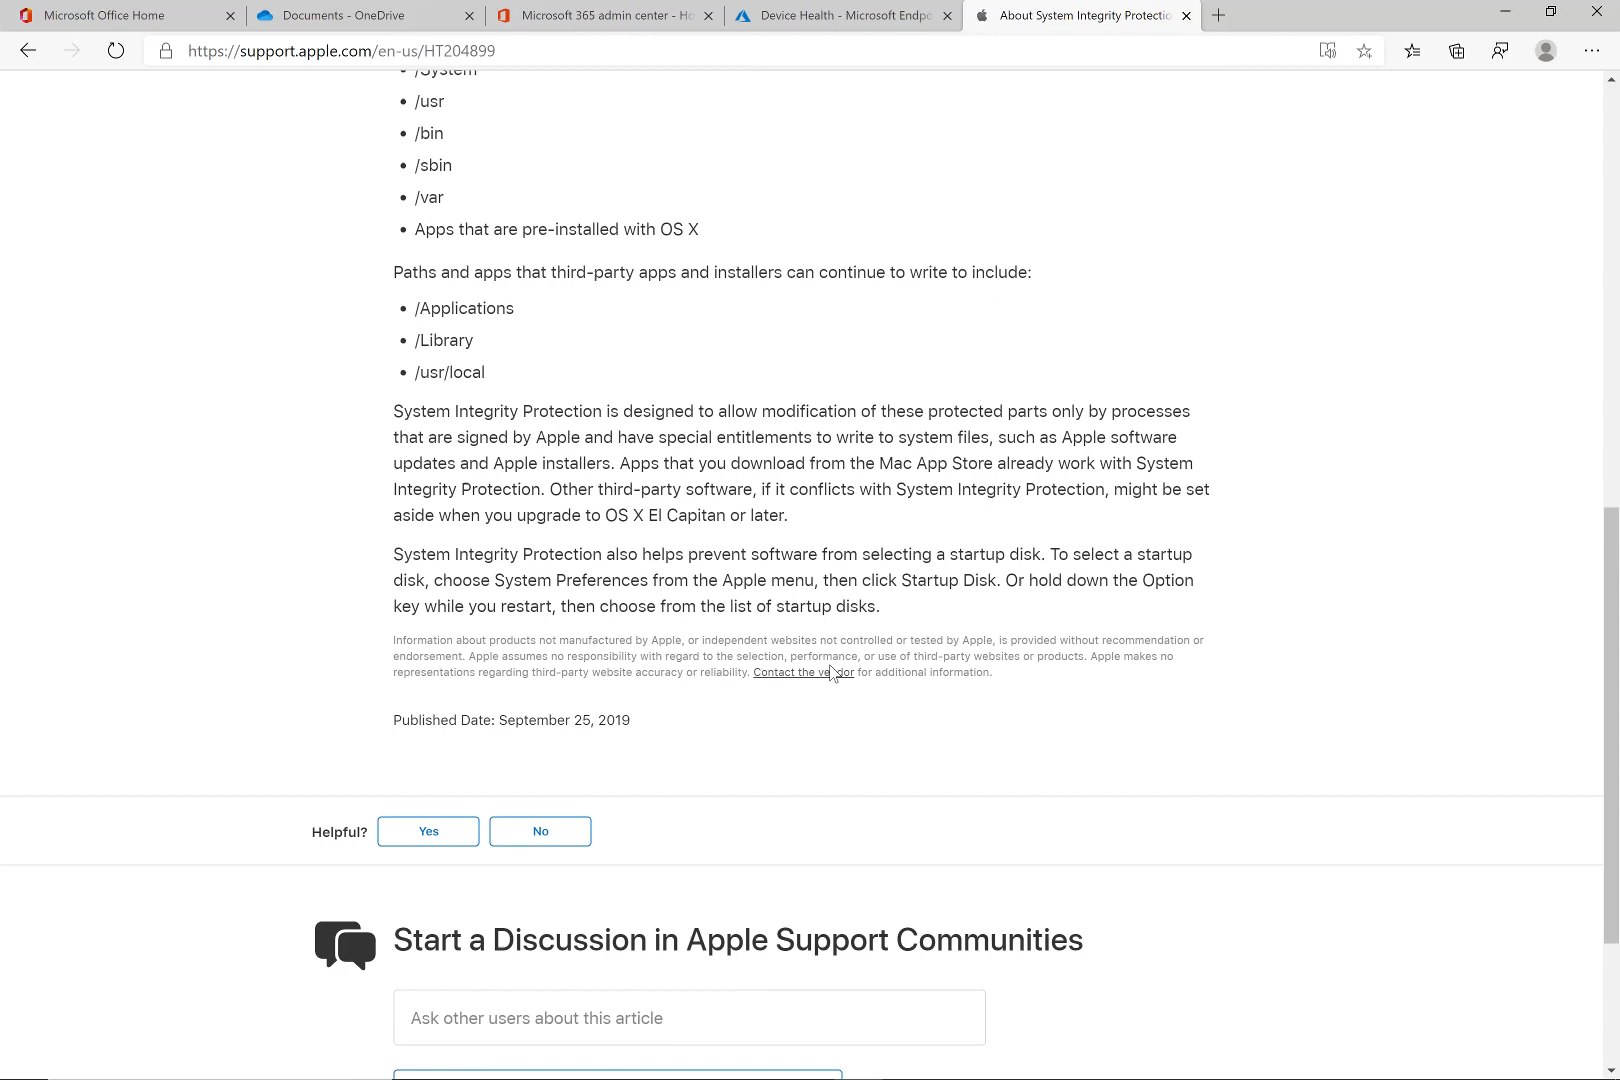 Microsoft Office Home
Documents - OneDrive
Microsoft 365 admin center - Ho
Device Health - Microsoft Endpo
About System Integrity Protectio
https://support.apple.com/en-us/HT204899
/System
/usr
/bin
/sbin
/var
Apps that are pre-installed with OS X
Paths and apps that third-party apps and installers can continue to write to include:
/Applications
/Library
/usr/local
System Integrity Protection is designed to allow modification of these protected parts only by processes
that are signed by Apple and have special entitlements to write to system files, such as Apple software
updates and Apple installers. Apps that you download from the Mac App Store already work with System
Integrity Protection. Other third-party software, if it conflicts with System Integrity Protection, might be set
aside when you upgrade to OS X El Capitan or later.
System Integrity Protection also helps prevent software from selecting a startup disk. To select a startup
disk, choose System Preferences from the Apple menu, then click Startup Disk. Or hold down the Option
key while you restart, then choose from the list of startup disks.
Information about products not manufactured by Apple, or independent websites not controlled or tested by Apple, is provided without recommendation or
endorsement. Apple assumes no responsibility with regard to the selection, performance, or use of third-party websites or products. Apple makes no
representations regarding third-party website accuracy or reliability. Contact the vendor for additional information.
Published Date: September 25, 2019
Helpful?
Yes
No
Start a Discussion in Apple Support Communities
Ask other users about this article